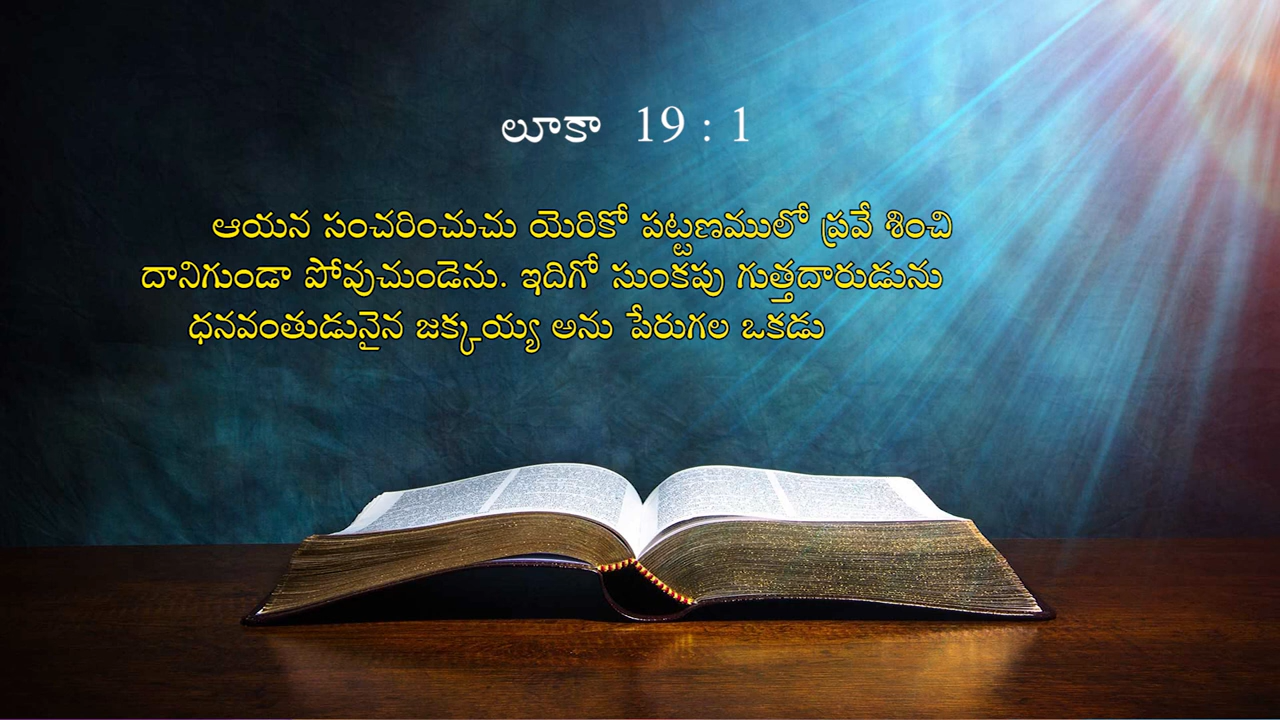 లూకా 19 : 1
ఆయన సంచరించుచు యెరికో పట్టణములో ప్రవే శించి
దానిగుండా పోవుచుండెను. ఇదిగో సుంకపు గుత్తదారుడును
ధనవంతుడునైన జక్కయ్య అను పేరుగల ఒకడు